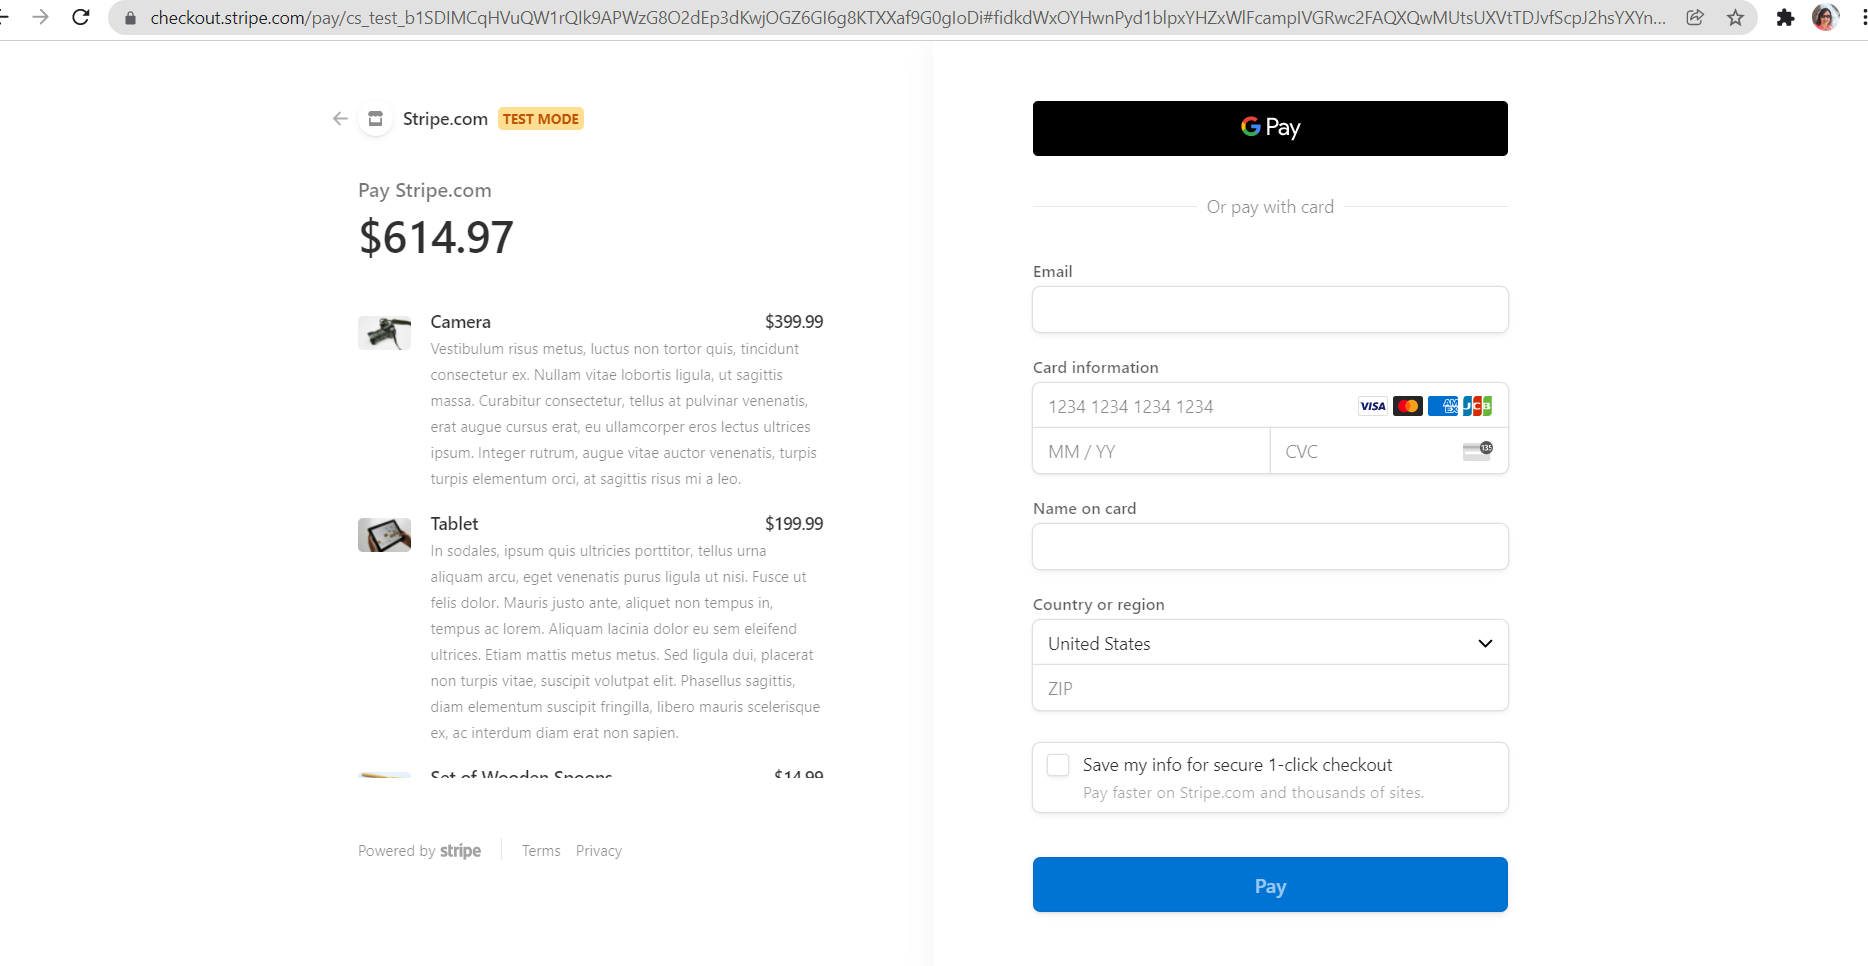 checkout.stripe.com/pay/cs_test_b1SDIMCqHVuQW1rQIk9APWzG8O2dEp3dKwjOGZ6GI6g8KTXXaf9G0gIoDi#fidkdWxOYHwnPyd1blpxYHZxWlFcampIVGRwc2FAQXQwMUtsUXVtTDJvfScpJ2hsYXYn...
Stripe.com TEST MODE
Pay Stripe.com
$614.97
Camera $399.99
Vestibulum risus metus, luctus non tortor quis, tincidunt
consectetur ex. Nullam vitae lobortis ligula, ut sagittis
massa. Curabitur consectetur, tellus at pulvinar venenatis,
erat augue cursus erat, eu ullamcorper eros lectus ultrices
ipsum. Integer rutrum, augue vitae auctor venenatis, turpis
turpis elementum orci, at sagittis risus mi a leo.
Tablet $199.99
In sodales, ipsum quis ultricies porttitor, tellus urna
aliquam arcu, eget venenatis purus ligula ut nisi. Fusce ut
felis dolor. Mauris justo ante, aliquet non tempus in,
tempus ac lorem. Aliquam lacinia dolor eu sem eleifend
ultrices. Etiam mattis metus metus. Sed ligula dui, placerat
non turpis vitae, suscipit volutpat elit. Phasellus sagittis,
diam elementum suscipit fringilla, libero mauris scelerisque
ex, ac interdum diam erat non sapien.
Set of Wooden Spoons $14.99
Powered by stripe Terms Privacy
G Pay
Or pay with card
Email
Card information
1234 1234 1234 1234 VISA AMEX JCB
MM / YY CVC 135
Name on card
Country or region
United States
ZIP
Save my info for secure 1-click checkout
Pay faster on Stripe.com and thousands of sites.
Pay